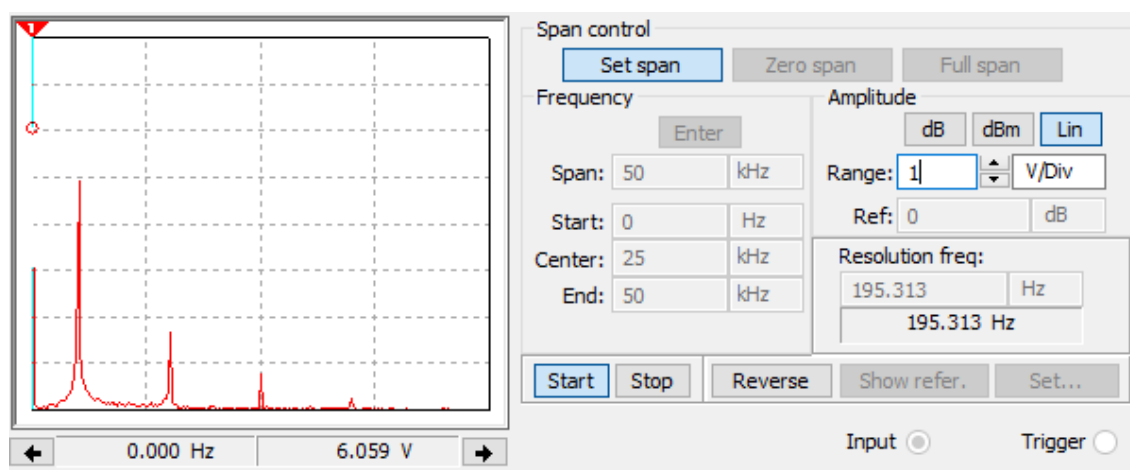 1
0.000 Hz 6.059 V
Span control
Set span Zero span Full span
Frequency
Enter
Span: 50 kHz
Start: 0 Hz
Center: 25 kHz
End: 50 kHz
Amplitude
dB dBm Lin
Range: 1 V/Div
Ref: 0 dB
Resolution freq:
195.313 Hz
195.313 Hz
Start Stop Reverse Show refer. Set...
Input Trigger